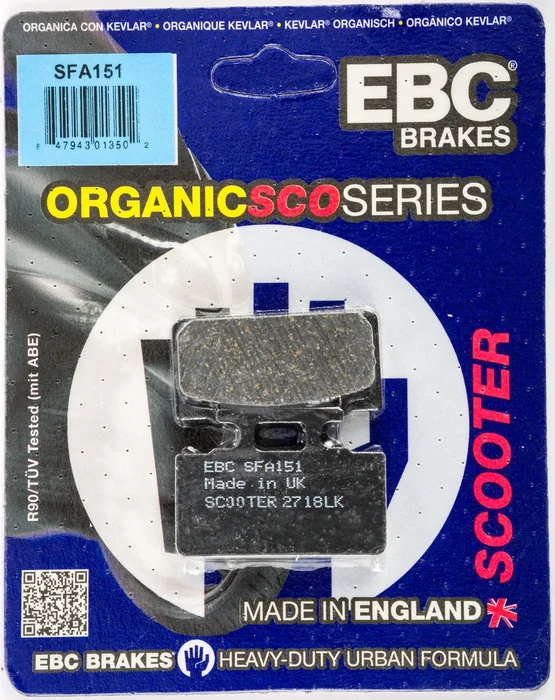 ORGANICA CON KEVLAR® • ORGANIQUE KEVLAR® • KEVLAR® ORGANISCH • ORGÂNICO KEVLAR®
SFA151
8 47943 01350 2
EBC®
BRAKES
ORGANICSCOSERIES
R90/TÜV Tested (mit ABE)
SCOOTER
EBC SFA151
Made in UK
SCOOTER 2718LK
MADE IN ENGLAND
EBC BRAKES HEAVY-DUTY URBAN FORMULA